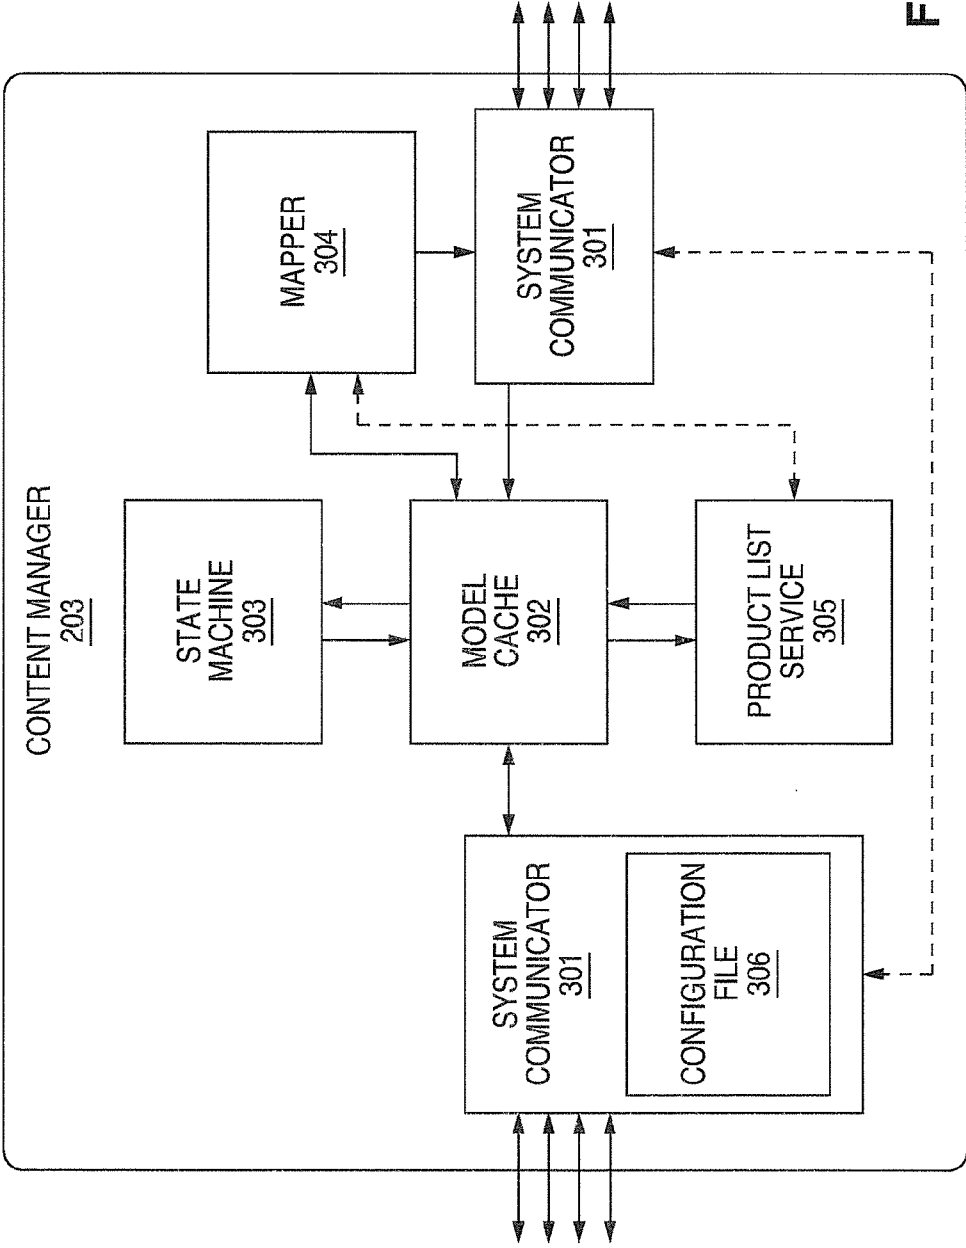 CONTENT MANAGER
203
STATE
MACHINE
303
MAPPER
304
SYSTEM
COMMUNICATOR
301
CONFIGURATION
FILE
306
MODEL
CACHE
302
SYSTEM
COMMUNICATOR
301
PRODUCT LIST
SERVICE
305
F